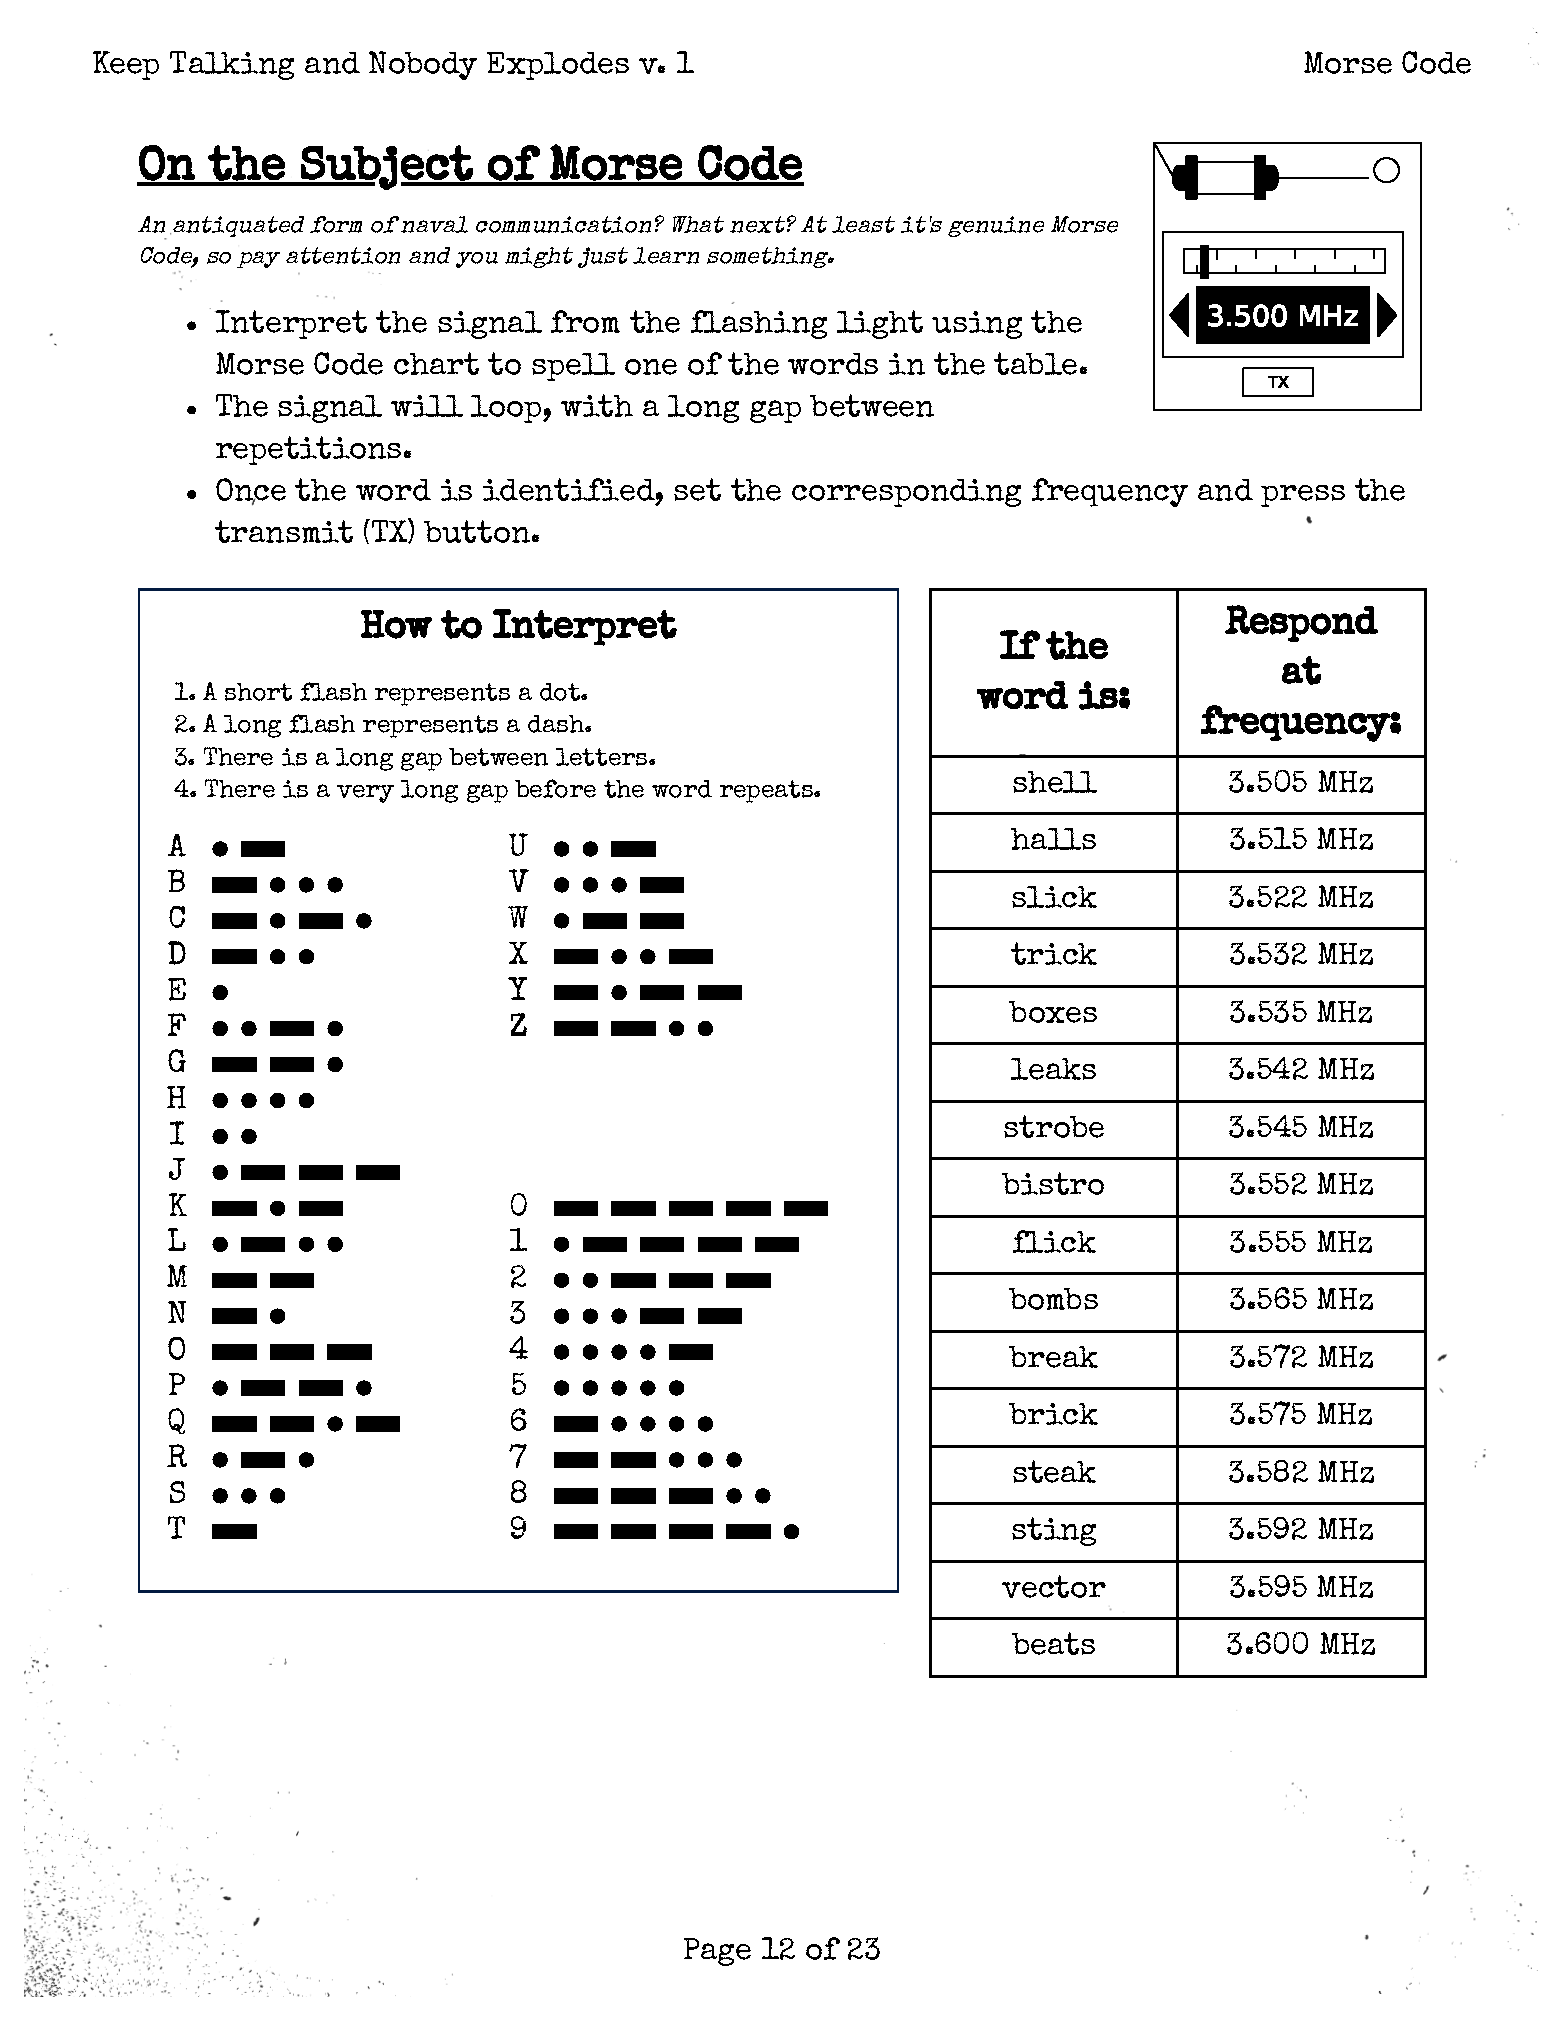 Keep Talking and Nobody Explodes v. 1
Morse Code
On the Subject of Morse Code
An antiquated form of naval communication? What next? At least it's genuine Morse
Code, so pay attention and you might just learn something.
3.500 MHz
TX
• Interpret the signal from the flashing light using the
Morse Code chart to spell one of the words in the table.
• The signal will loop, with a long gap between
repetitions.
• Once the word is identified, set the corresponding frequency and press the
transmit (TX) button.
How to Interpret
1. A short flash represents a dot.
2. A long flash represents a dash.
3. There is a long gap between letters.
4. There is a very long gap before the word repeats.
A
B
C
D
E
F
G
H
I
J
K
L
M
N
O
P
Q
R
S
T
U
V
W
X
Y
Z
0
1
2
3
4
5
6
7
8
9
If the
word is:
Respond
at
frequency:
shell 3.505 MHz
halls 3.515 MHz
slick 3.522 MHz
trick 3.532 MHz
boxes 3.535 MHz
leaks 3.542 MHz
strobe 3.545 MHz
bistro 3.552 MHz
flick 3.555 MHz
bombs 3.565 MHz
break 3.572 MHz
brick 3.575 MHz
steak 3.582 MHz
sting 3.592 MHz
vector 3.595 MHz
beats 3.600 MHz
Page 12 of 23